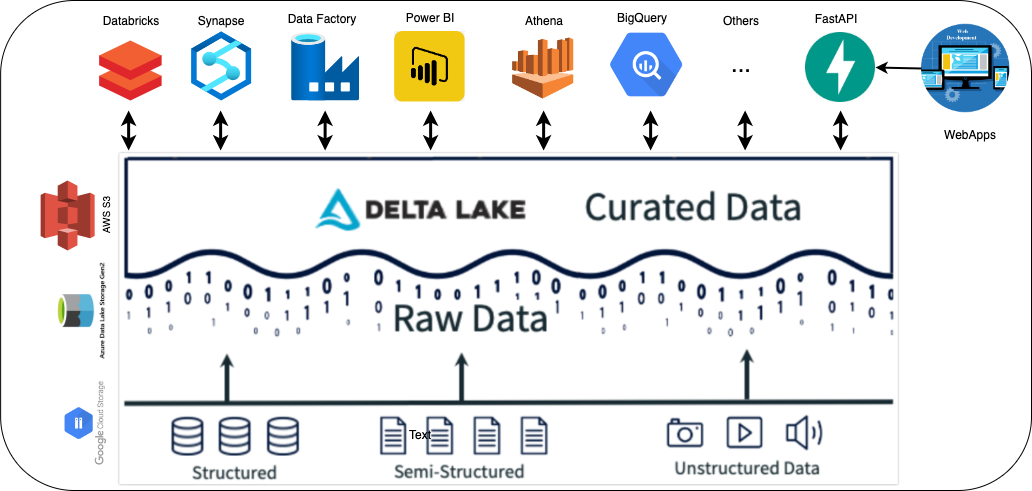 Databricks
Synapse
Data Factory
Power BI
Athena
BigQuery
Others
FastAPI
...
Web
Development
WebApps
AWS S3
DELTA LAKE
Curated Data
Azure Data Lake Storage Gen2
Raw Data
Google Cloud Storage
Text
Structured
Semi-Structured
Unstructured Data